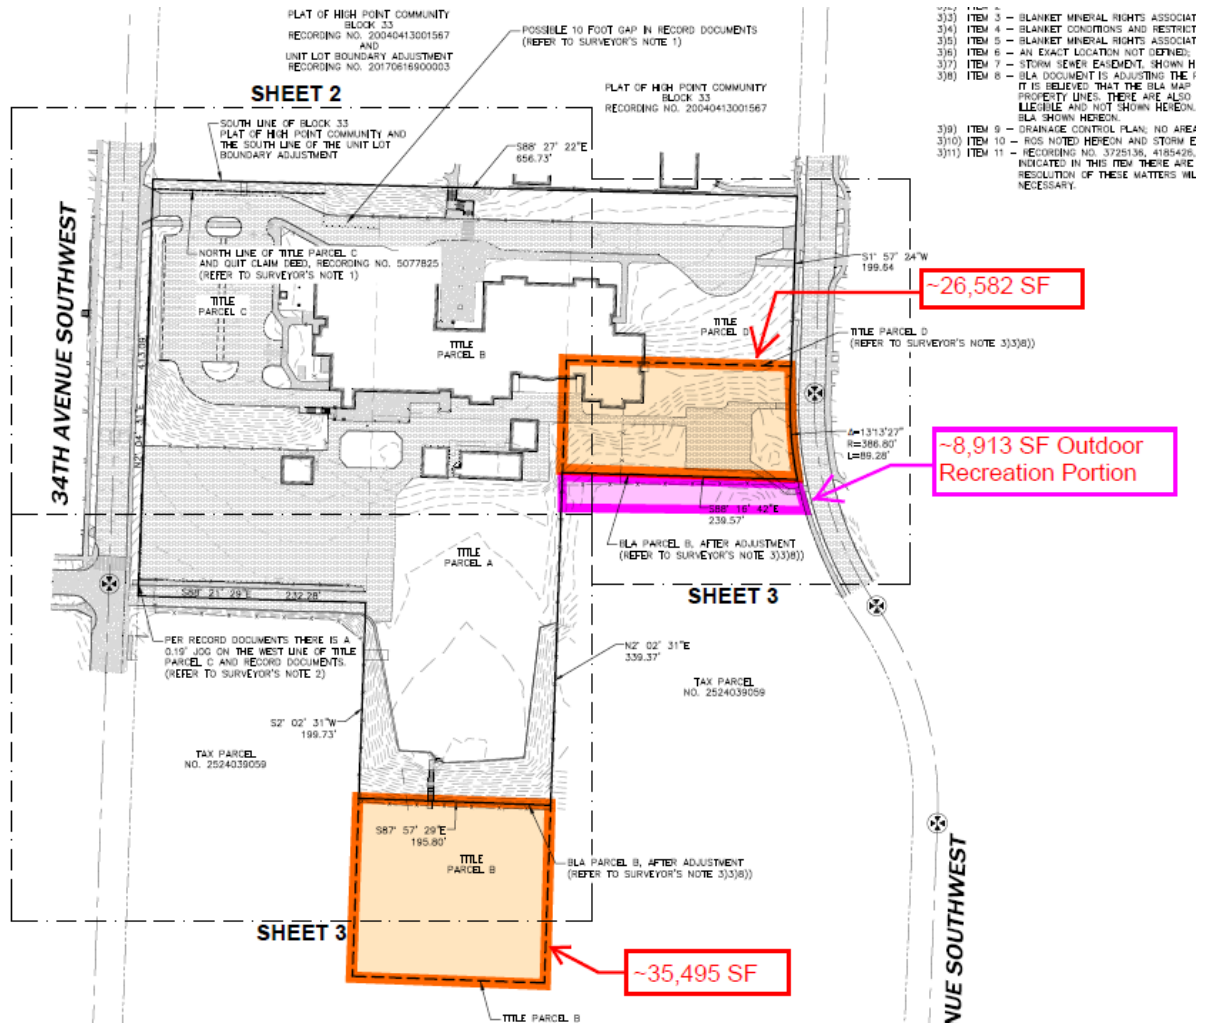 PLAT OF HIGH POINT COMMUNITY
BLOCK 33
RECORDING NO. 20040413001567
AND
UNIT LOT BOUNDARY ADJUSTMENT
RECORDING NO. 20170616900003
POSSIBLE 10 FOOT GAP IN RECORD DOCUMENTS
(REFER TO SURVEYOR'S NOTE 1)
PLAT OF HIGH POINT COMMUNITY
BLOCK 33
RECORDING NO. 20040413001567
3)3) ITEM 3 – BLANKET MINERAL RIGHTS ASSOCIAT
3)4) ITEM 4 – BLANKET CONDITIONS AND RESTRICT
3)5) ITEM 5 – BLANKET MINERAL RIGHTS ASSOCIAT
3)6) ITEM 6 – AN EXACT LOCATION NOT DEFINED;
3)7) ITEM 7 – STORM SEWER EASEMENT, SHOWN H
3)8) ITEM 8 – BLA DOCUMENT IS ADJUSTING THE
IT IS BELIEVED THAT THE BLA MAP
PROPERTY LINES. THERE ARE ALSO
ILLEGIBLE AND NOT SHOWN HEREON.
BLA SHOWN HEREON.
3)9) ITEM 9 – DRAINAGE CONTROL PLAN; NO AREA
3)10) ITEM 10 – ROS NOTED HEREON AND STORM E
3)11) ITEM 11 – RECORDING NO. 3725136, 4185426,
INDICATED IN THIS ITEM THERE ARE
RESOLUTION OF THESE MATTERS WIL
NECESSARY.
SHEET 2
SOUTH LINE OF BLOCK 33
PLAT OF HIGH POINT COMMUNITY AND
THE SOUTH LINE OF THE UNIT LOT
BOUNDARY ADJUSTMENT
S88° 27' 22"E
656.73'
34TH AVENUE SOUTHWEST
NORTH LINE OF TITLE PARCEL C
AND QUIT CLAIM DEED, RECORDING NO. 5077825
(REFER TO SURVEYOR'S NOTE 1)
S1° 57' 24"W
199.64
~26,582 SF
TITLE
PARCEL C
TITLE
PARCEL B
TITLE
PARCEL D
TITLE PARCEL D
(REFER TO SURVEYOR'S NOTE 3)3)8))
N2° 04' 31"E 413.09'
Δ=13°13'27"
R=386.80'
L=89.28'
~8,913 SF Outdoor
Recreation Portion
S88° 16' 42"E
239.57'
BLA PARCEL B, AFTER ADJUSTMENT
(REFER TO SURVEYOR'S NOTE 3)3)8))
TITLE
PARCEL A
SHEET 3
S88° 21' 29"E 232.28'
PER RECORD DOCUMENTS THERE IS A
0.19' JOG ON THE WEST LINE OF TITLE
PARCEL C AND RECORD DOCUMENTS.
(REFER TO SURVEYOR'S NOTE 2)
N2° 02' 31"E
339.37'
TAX PARCEL
NO. 2524039059
S2° 02' 31"W
199.73'
TAX PARCEL
NO. 2524039059
S87° 57' 29"E
195.80'
TITLE
PARCEL B
BLA PARCEL B, AFTER ADJUSTMENT
(REFER TO SURVEYOR'S NOTE 3)3)8))
SHEET 3
~35,495 SF
TITLE PARCEL B
NUE SOUTHWEST